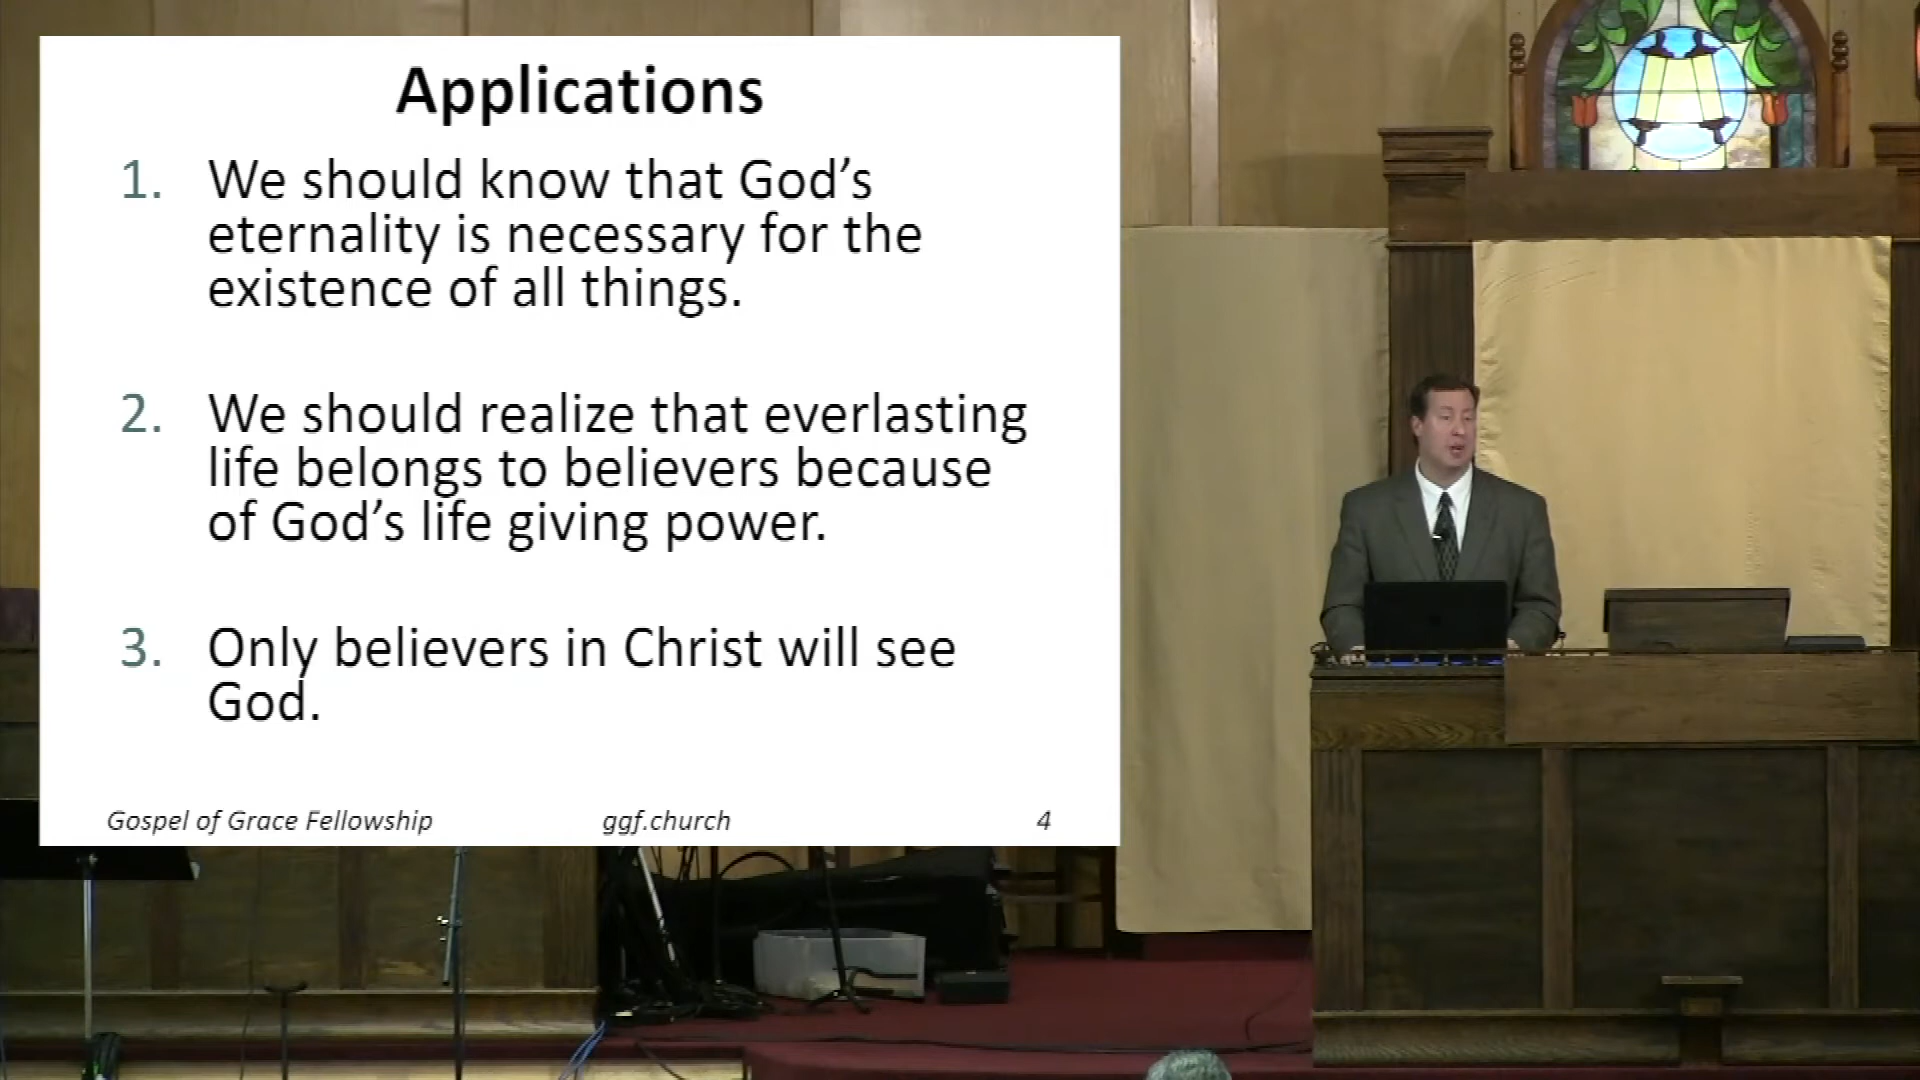 Applications
1. We should know that God's
eternality is necessary for the
existence of all things.
2. We should realize that everlasting
life belongs to believers because
of God's life giving power.
3. Only believers in Christ will see
God.
Gospel of Grace Fellowship ggf.church 4